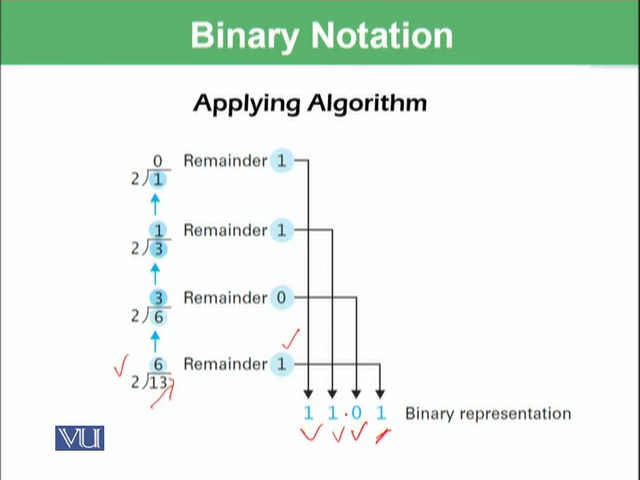 Binary Notation
Applying Algorithm
0 Remainder 1
2 1
1 Remainder 1
2 3
3 Remainder 0
2 6
6 Remainder 1
2 13
1 1 0 1 Binary representation
VU